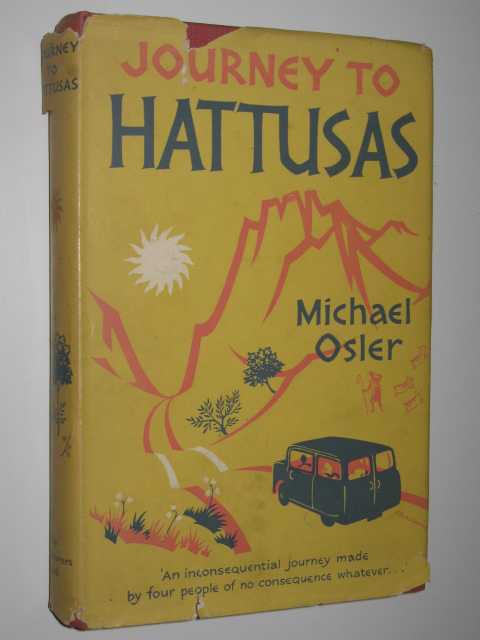 JOURNEY
TO
HATTUSAS
JOURNEY TO
HATTUSAS
Michael
Osler
'An inconsequential journey made
by four people of no consequence whatever....'